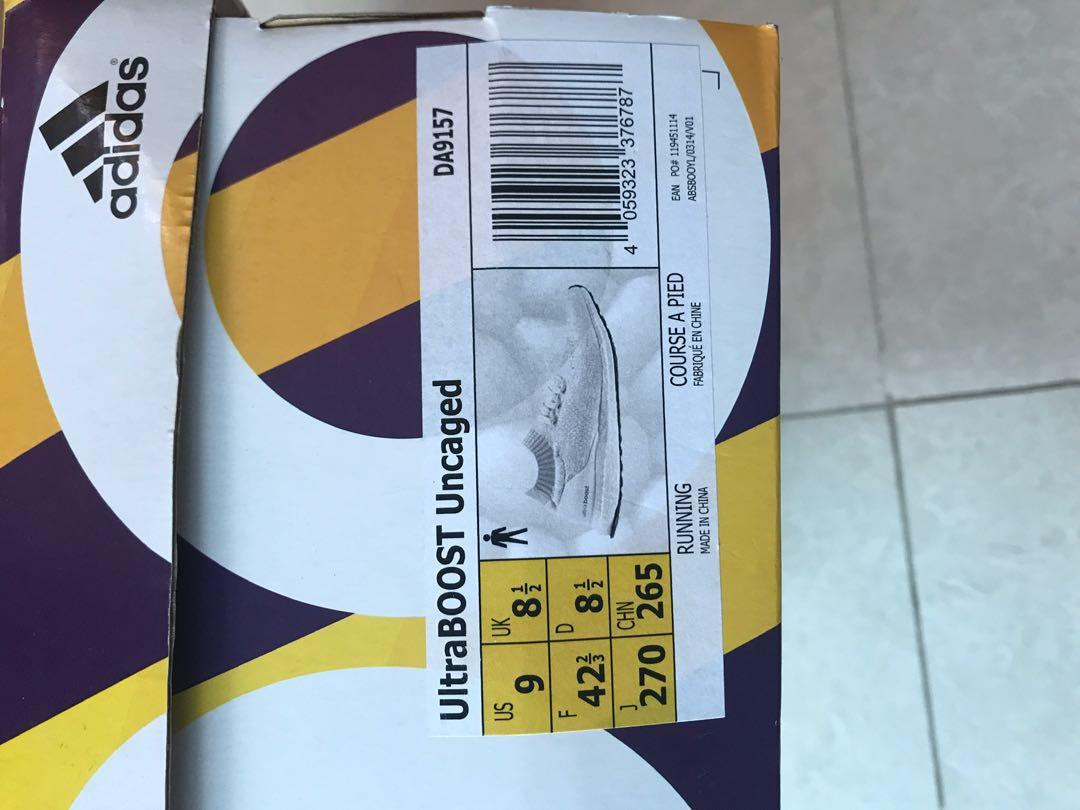 adidas
UltraBOOST Uncaged
DA9157
US 9
UK 8½
F 42⅔
D 8½
J 270
CHN 265
4 059323 376787
RUNNING
COURSE A PIED
MADE IN CHINA
FABRIQUÉ EN CHINE
EAN PO# 119451114
ABSBOOYL/0314/V01